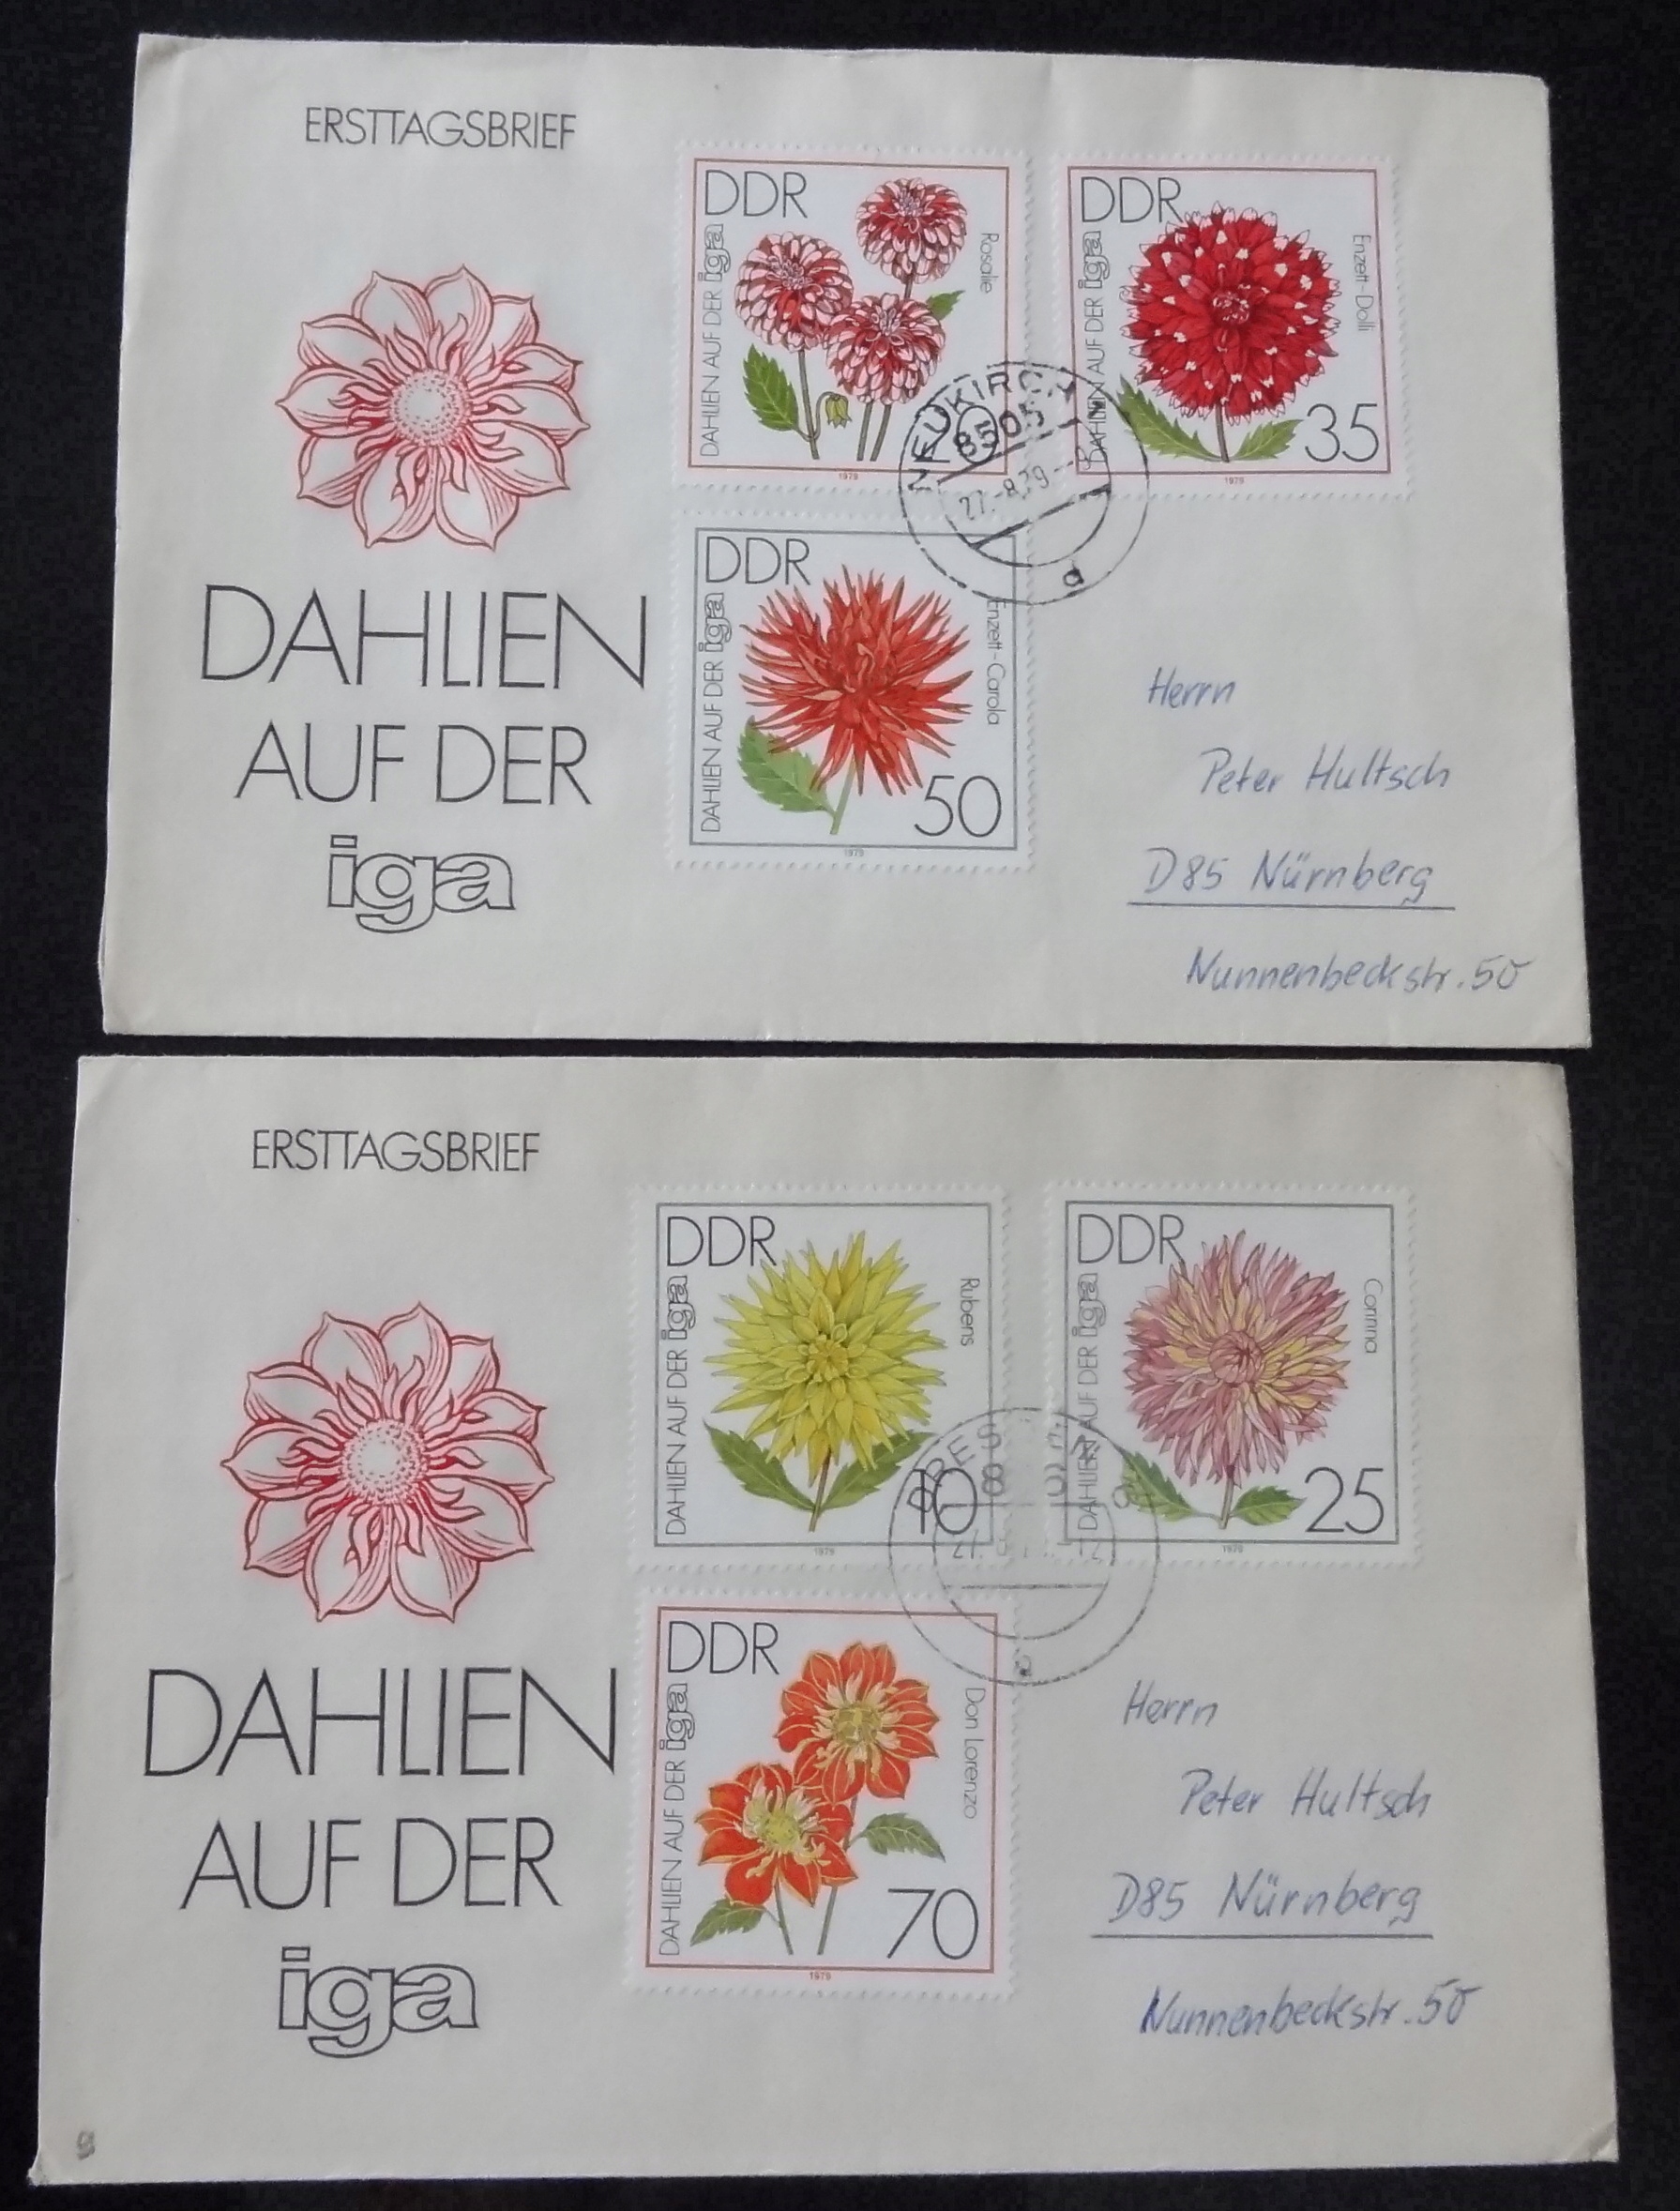 ERSTTAGSBRIEF
DDR
DAHLIEN AUF DER iga
Rosalie
1979
DDR
DAHLIEN AUF DER iga
Enzett-Dolli
35
1979
NEUKIRCH
8505
27.-8.79-
d
DDR
DAHLIEN AUF DER iga
Enzett-Carola
50
1979
DAHLIEN
AUF DER
iga
Herrn
Peter Hultsch
D85 Nürnberg
Nunnenbeckstr. 50
ERSTTAGSBRIEF
DDR
DAHLIEN AUF DER iga
Rubens
10
1979
DDR
DAHLIEN AUF DER iga
Corinna
25
1979
DDR
DAHLIEN AUF DER iga
Don Lorenzo
70
1979
DAHLIEN
AUF DER
iga
Herrn
Peter Hultsch
D85 Nürnberg
Nunnenbeckstr. 50